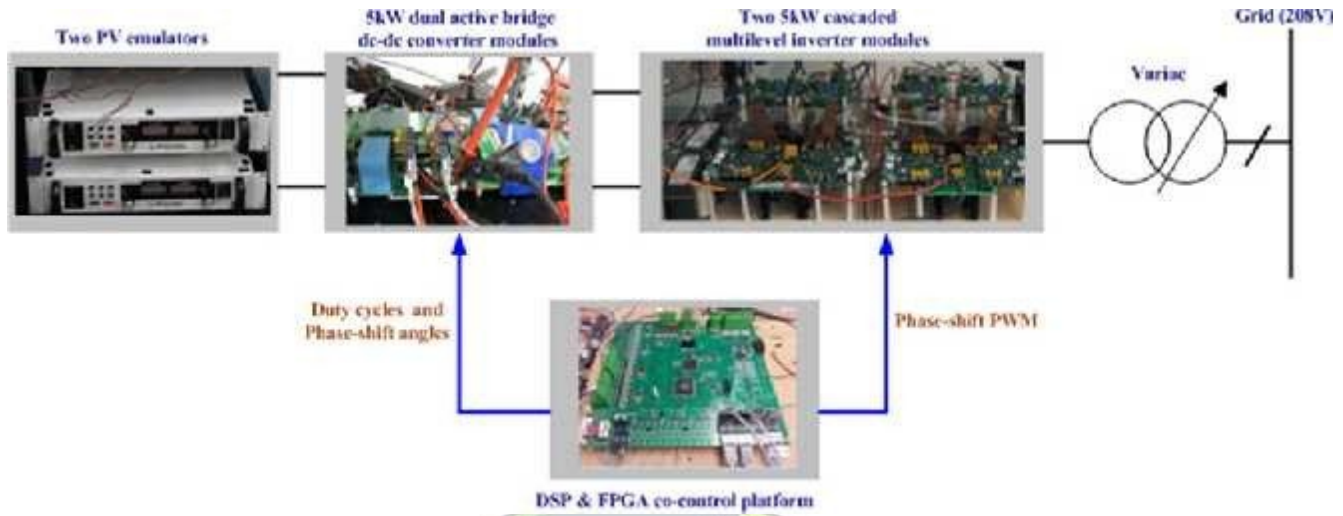 Two PV emulators
5kW dual active bridge
dc-dc converter modules
Two 5kW cascaded
multilevel inverter modules
Grid (208V)
Variac
Duty cycles and
Phase-shift angles
Phase-shift PWM
DSP & FPGA co-control platform